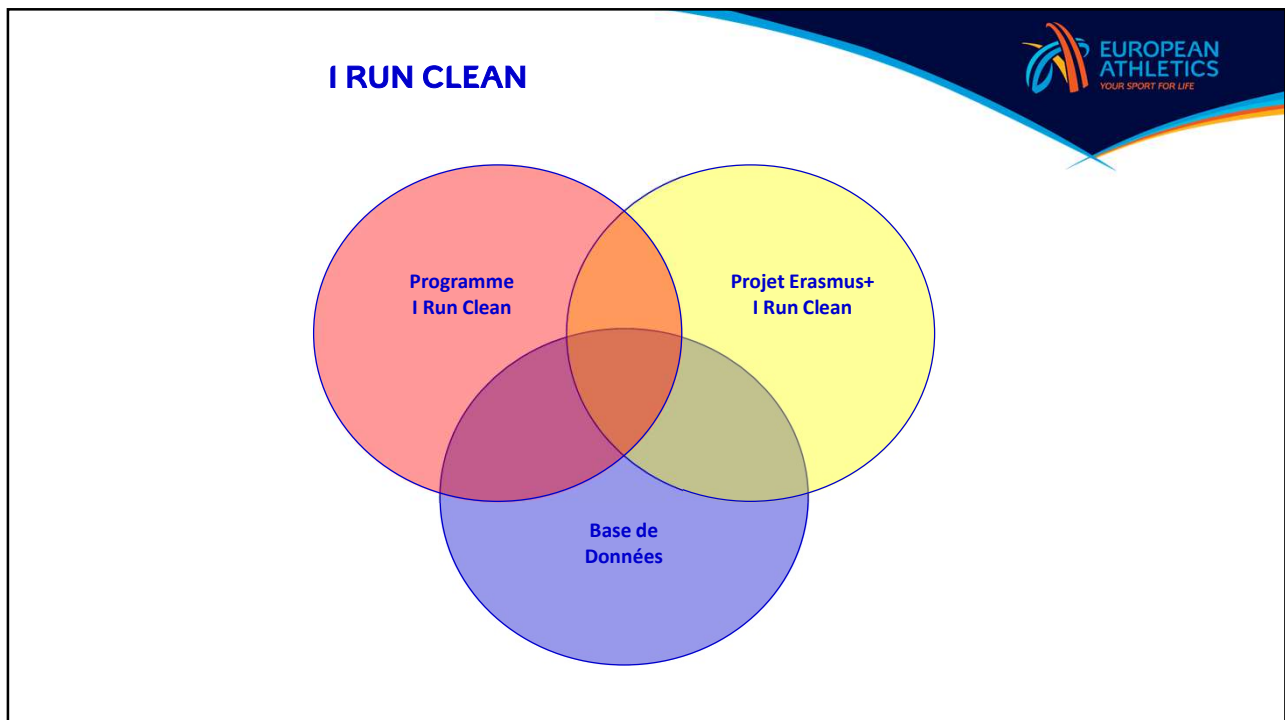 I RUN CLEAN
EUROPEAN
ATHLETICS
YOUR SPORT FOR LIFE
Programme
I Run Clean
Projet Erasmus+
I Run Clean
Base de
Données